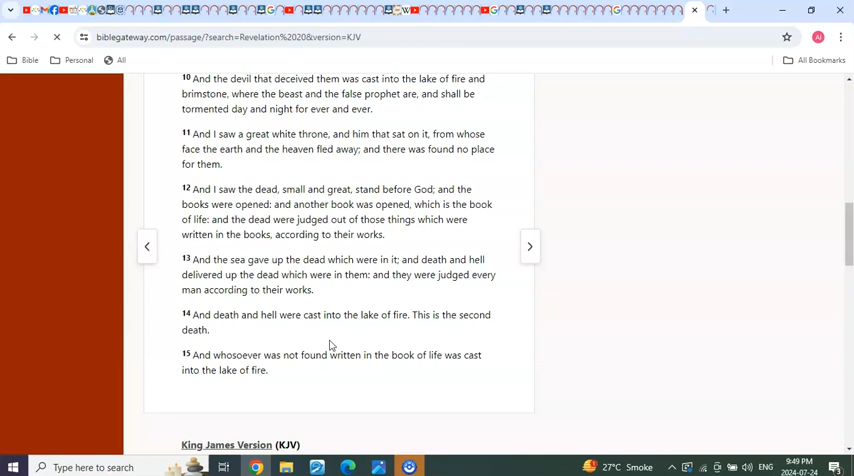 biblegateway.com/passage/?search=Revelation%2020&version=KJV
AI
Bible Personal All All Bookmarks
10 And the devil that deceived them was cast into the lake of fire and
brimstone, where the beast and the false prophet are, and shall be
tormented day and night for ever and ever.
11 And I saw a great white throne, and him that sat on it, from whose
face the earth and the heaven fled away; and there was found no place
for them.
12 And I saw the dead, small and great, stand before God; and the
books were opened: and another book was opened, which is the book
of life: and the dead were judged out of those things which were
written in the books, according to their works.
13 And the sea gave up the dead which were in it; and death and hell
delivered up the dead which were in them: and they were judged every
man according to their works.
14 And death and hell were cast into the lake of fire. This is the second
death.
15 And whosoever was not found written in the book of life was cast
into the lake of fire.
King James Version (KJV)
Type here to search
27°C Smoke
ENG
9:49 PM
2024-07-24
3